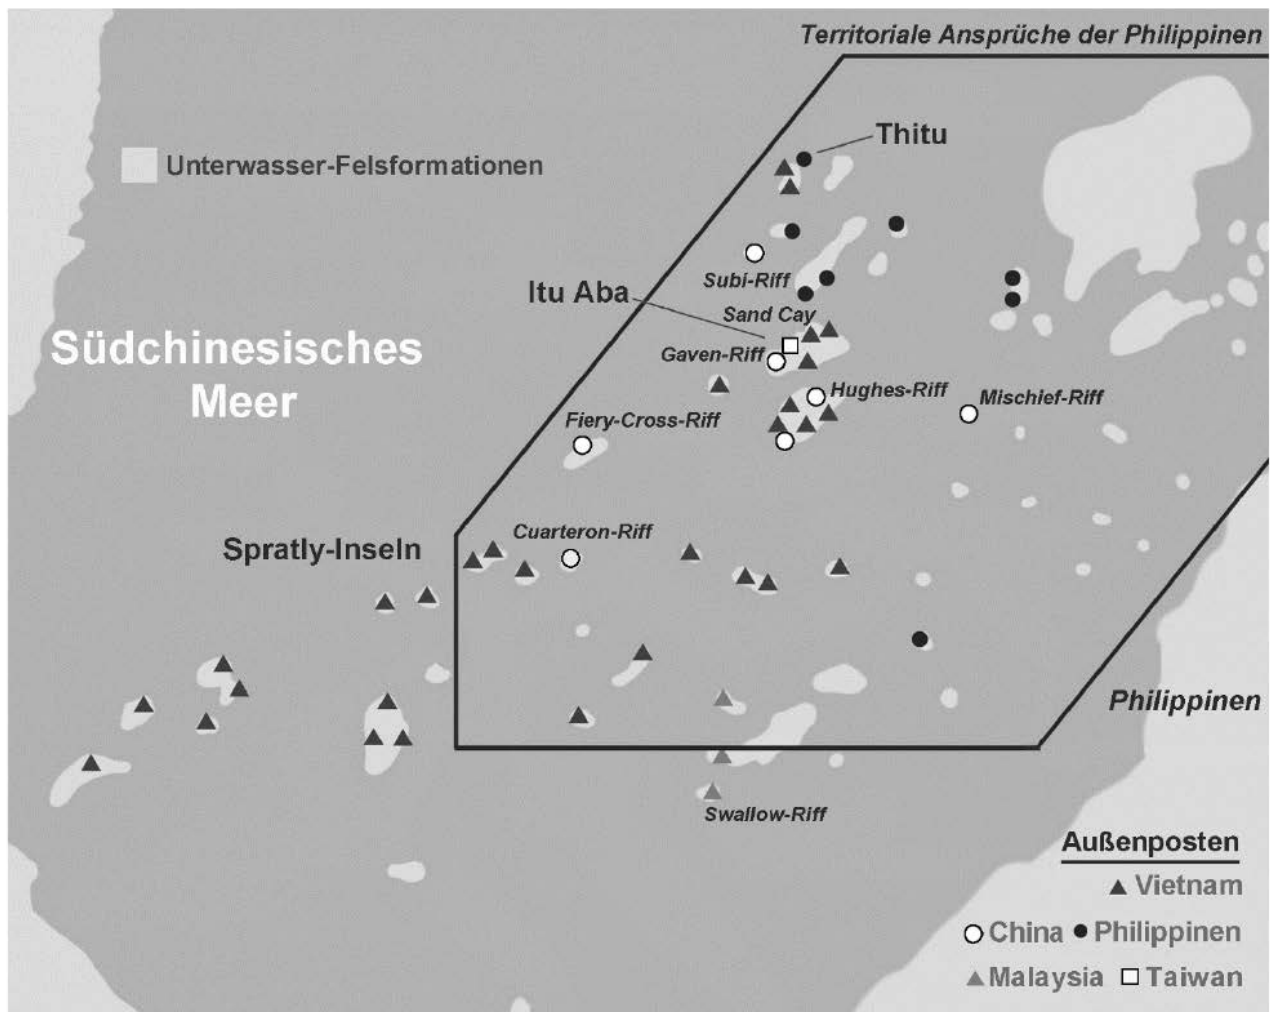 Territoriale Ansprüche der Philippinen
Thitu
Unterwasser-Felsformationen
Subi-Riff
Itu Aba
Sand Cay
Südchinesisches
Meer
Gaven-Riff
Hughes-Riff
Mischief-Riff
Fiery-Cross-Riff
Cuarteron-Riff
Spratly-Inseln
Philippinen
Swallow-Riff
Außenposten
Vietnam
China Philippinen
Malaysia Taiwan